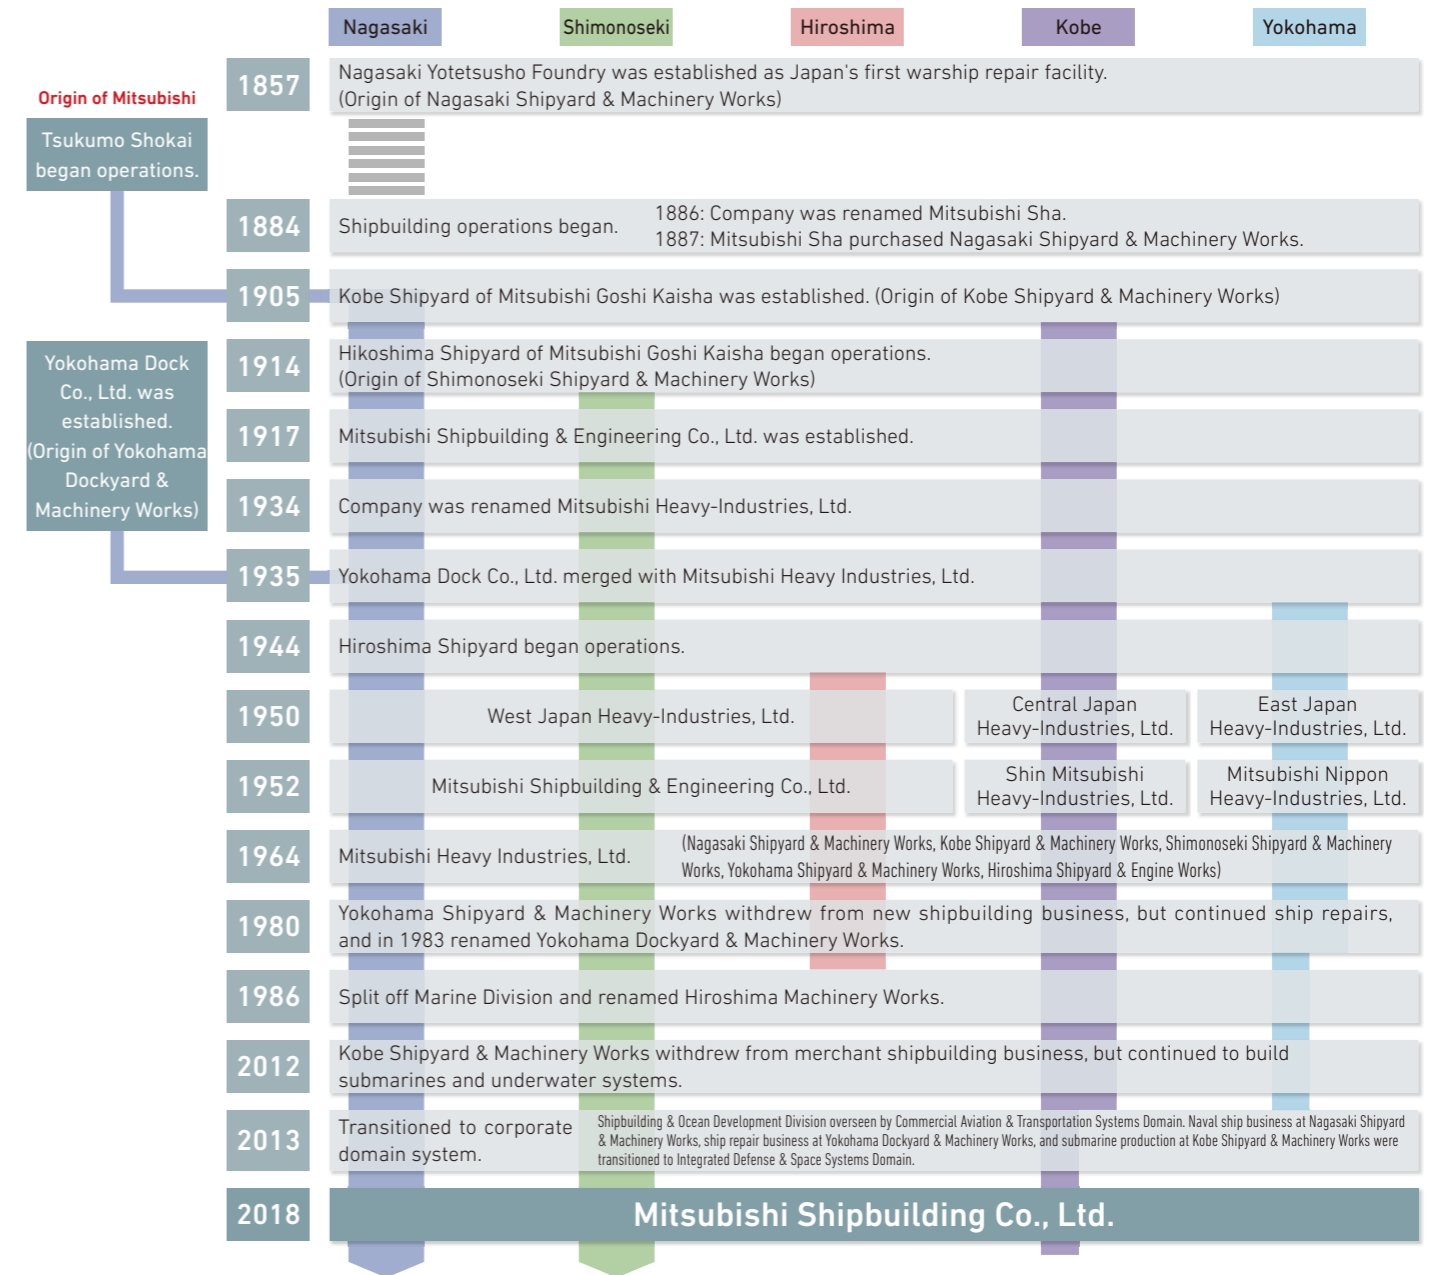 Nagasaki
Shimonoseki
Hiroshima
Kobe
Yokohama
Origin of Mitsubishi
Tsukumo Shokai
began operations.
1857
Nagasaki Yotetsusho Foundry was established as Japan's first warship repair facility.
(Origin of Nagasaki Shipyard & Machinery Works)
1884
Shipbuilding operations began.
1886: Company was renamed Mitsubishi Sha.
1887: Mitsubishi Sha purchased Nagasaki Shipyard & Machinery Works.
1905
Kobe Shipyard of Mitsubishi Goshi Kaisha was established. (Origin of Kobe Shipyard & Machinery Works)
Yokohama Dock
Co., Ltd. was
established.
(Origin of Yokohama
Dockyard &
Machinery Works)
1914
Hikoshima Shipyard of Mitsubishi Goshi Kaisha began operations.
(Origin of Shimonoseki Shipyard & Machinery Works)
1917
Mitsubishi Shipbuilding & Engineering Co., Ltd. was established.
1934
Company was renamed Mitsubishi Heavy-Industries, Ltd.
1935
Yokohama Dock Co., Ltd. merged with Mitsubishi Heavy Industries, Ltd.
1944
Hiroshima Shipyard began operations.
1950
West Japan Heavy-Industries, Ltd.
Central Japan
Heavy-Industries, Ltd.
East Japan
Heavy-Industries, Ltd.
1952
Mitsubishi Shipbuilding & Engineering Co., Ltd.
Shin Mitsubishi
Heavy-Industries, Ltd.
Mitsubishi Nippon
Heavy-Industries, Ltd.
1964
Mitsubishi Heavy Industries, Ltd.
(Nagasaki Shipyard & Machinery Works, Kobe Shipyard & Machinery Works, Shimonoseki Shipyard & Machinery
Works, Yokohama Shipyard & Machinery Works, Hiroshima Shipyard & Engine Works)
1980
Yokohama Shipyard & Machinery Works withdrew from new shipbuilding business, but continued ship repairs,
and in 1983 renamed Yokohama Dockyard & Machinery Works.
1986
Split off Marine Division and renamed Hiroshima Machinery Works.
2012
Kobe Shipyard & Machinery Works withdrew from merchant shipbuilding business, but continued to build
submarines and underwater systems.
2013
Transitioned to corporate
domain system.
Shipbuilding & Ocean Development Division overseen by Commercial Aviation & Transportation Systems Domain. Naval ship business at Nagasaki Shipyard
& Machinery Works, ship repair business at Yokohama Dockyard & Machinery Works, and submarine production at Kobe Shipyard & Machinery Works were
transitioned to Integrated Defense & Space Systems Domain.
2018
Mitsubishi Shipbuilding Co., Ltd.